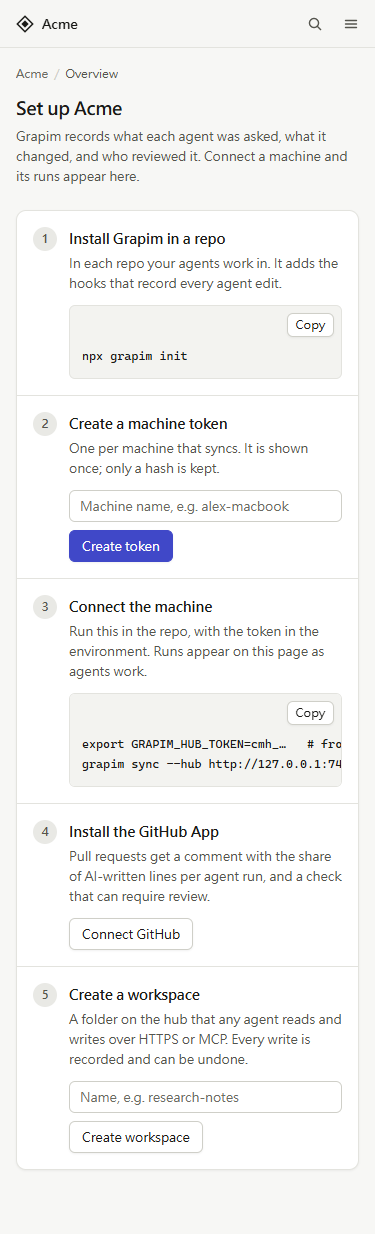 Acme
Acme / Overview
Set up Acme
Grapim records what each agent was asked, what it
changed, and who reviewed it. Connect a machine and
its runs appear here.
1
Install Grapim in a repo
In each repo your agents work in. It adds the
hooks that record every agent edit.
Copy
npx grapim init
2
Create a machine token
One per machine that syncs. It is shown
once; only a hash is kept.
Machine name, e.g. alex-macbook
Create token
3
Connect the machine
Run this in the repo, with the token in the
environment. Runs appear on this page as
agents work.
Copy
export GRAPIM_HUB_TOKEN=cmh_… # fro
grapim sync --hub http://127.0.0.1:74
4
Install the GitHub App
Pull requests get a comment with the share
of AI-written lines per agent run, and a check
that can require review.
Connect GitHub
5
Create a workspace
A folder on the hub that any agent reads and
writes over HTTPS or MCP. Every write is
recorded and can be undone.
Name, e.g. research-notes
Create workspace